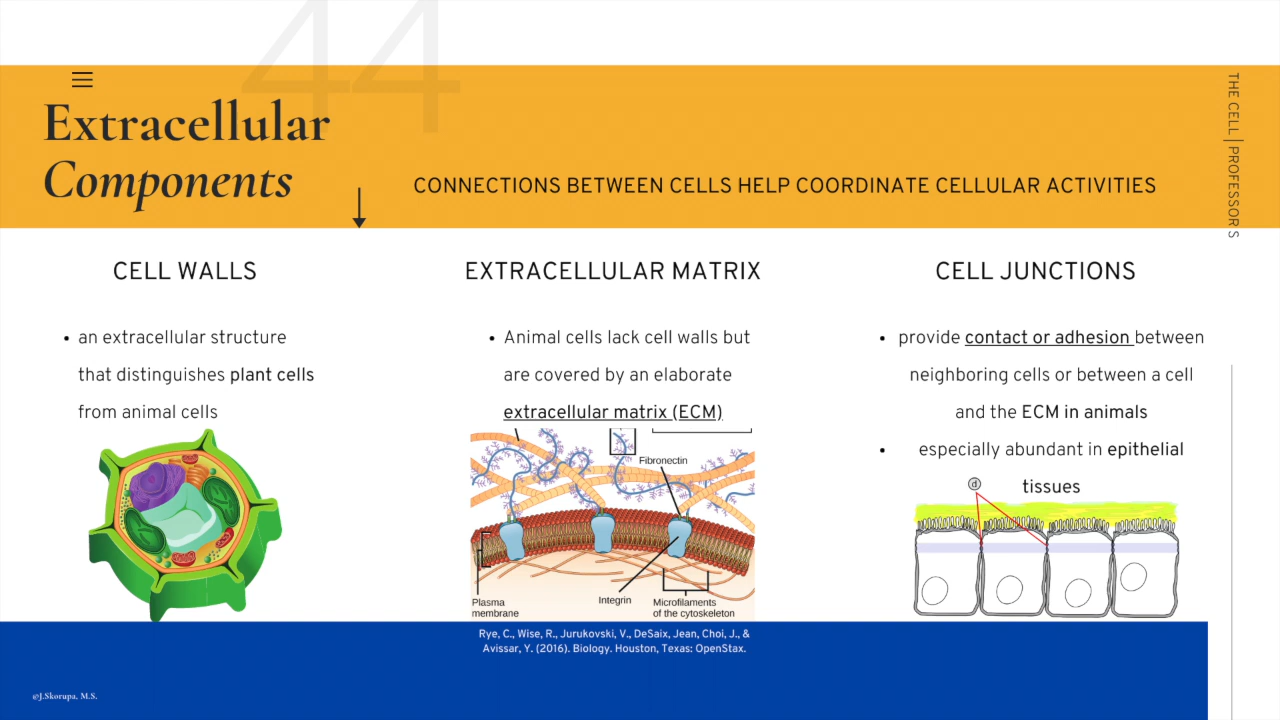 44
Extracellular
Components
CONNECTIONS BETWEEN CELLS HELP COORDINATE CELLULAR ACTIVITIES
THE CELL | PROFESSOR S
CELL WALLS
• an extracellular structure
that distinguishes plant cells
from animal cells
EXTRACELLULAR MATRIX
• Animal cells lack cell walls but
are covered by an elaborate
extracellular matrix (ECM)
Fibronectin
Plasma
membrane
Integrin
Microfilaments
of the cytoskeleton
Rye, C., Wise, R., Jurukovski, V., DeSaix, Jean, Choi, J., &
Avissar, Y. (2016). Biology. Houston, Texas: OpenStax.
CELL JUNCTIONS
• provide contact or adhesion between
neighboring cells or between a cell
and the ECM in animals
• especially abundant in epithelial
tissues
d
@J.Skorupa, M.S.